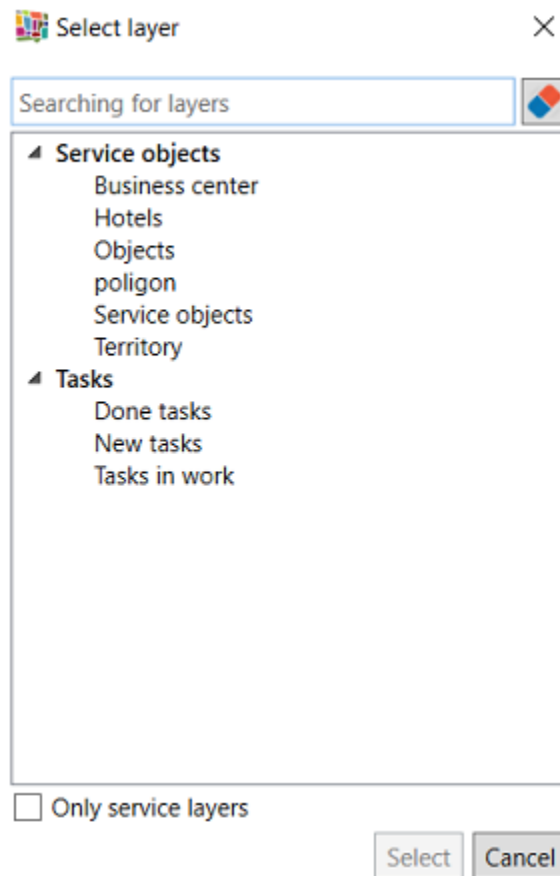 Select layer
Searching for layers
Service objects
Business center
Hotels
Objects
poligon
Service objects
Territory
Tasks
Done tasks
New tasks
Tasks in work
Only service layers
Select Cancel